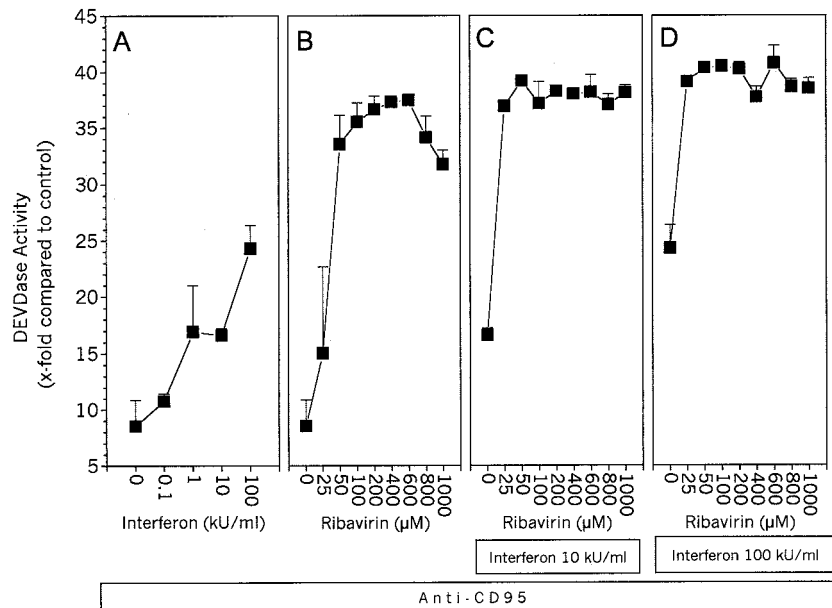 A
B
C
D
45
40
35
30
25
20
15
10
5
DEVDase Activity
(x-fold compared to control)
0 0.1 1 10 100
0 25 50 100 200 400 600 8000 1000
0 25 50 100 200 400 600 8000 1000
0 25 50 100 200 400 600 8000 1000
Interferon (kU/ml)
Ribavirin (µM)
Ribavirin (µM)
Ribavirin (µM)
Interferon 10 kU/ml
Interferon 100 kU/ml
Anti-CD95